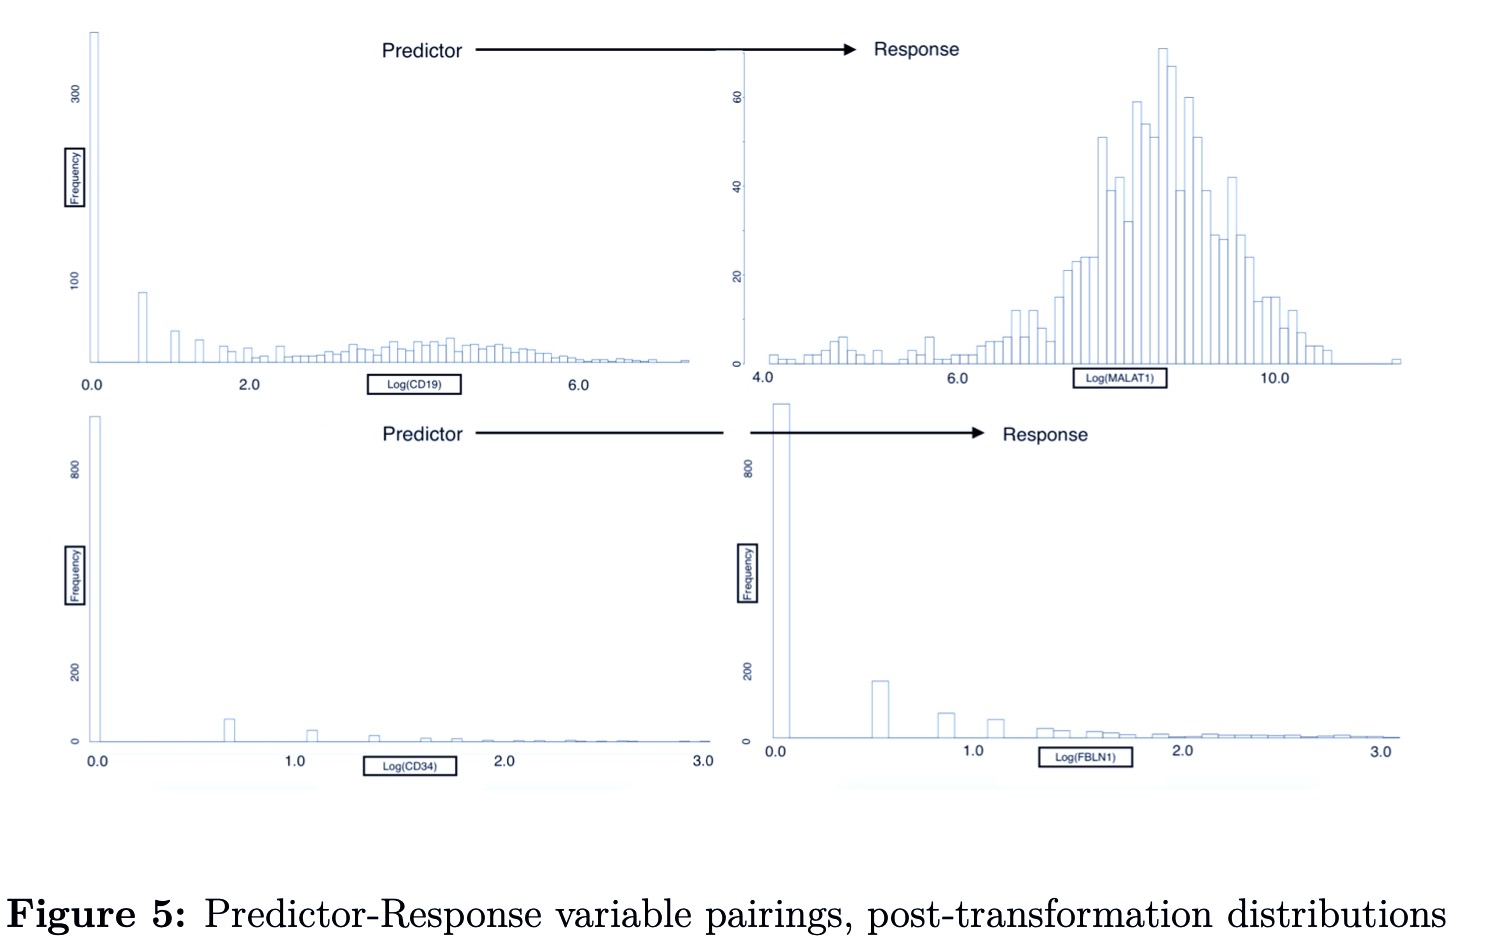 Predictor
Response
300
100
Frequency
0.0 2.0 Log(CD19) 6.0
60
40
20
0
4.0 6.0 Log(MALAT1) 10.0
Predictor
Response
800
200
0
Frequency
0.0 1.0 Log(CD34) 2.0 3.0
800
200
0
Frequency
0.0 1.0 Log(FBLN1) 2.0 3.0
Figure 5: Predictor-Response variable pairings, post-transformation distributions